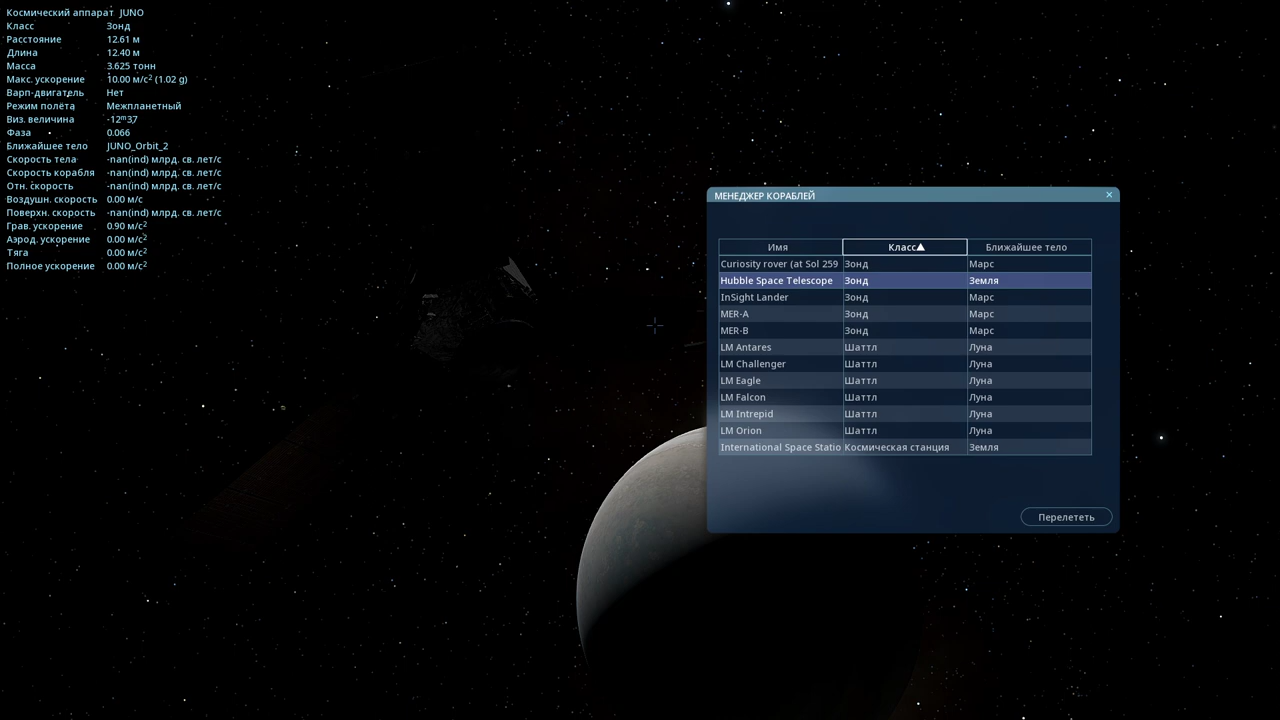 Космический аппарат JUNO
Класс Зонд
Расстояние 12.61 м
Длина 12.40 м
Масса 3.625 тонн
Макс. ускорение 10.00 м/с² (1.02 g)
Варп-двигатель Нет
Режим полёта Межпланетный
Виз. величина -12ᵐ37
Фаза 0.066
Ближайшее тело JUNO_Orbit_2
Скорость тела -nan(ind) млрд. св. лет/с
Скорость корабля -nan(ind) млрд. св. лет/с
Отн. скорость -nan(ind) млрд. св. лет/с
Воздушн. скорость 0.00 м/с
Поверхн. скорость -nan(ind) млрд. св. лет/с
Грав. ускорение 0.90 м/с²
Аэрод. ускорение 0.00 м/с²
Тяга 0.00 м/с²
Полное ускорение 0.00 м/с²
МЕНЕДЖЕР КОРАБЛЕЙ ×
Имя Класс▲ Ближайшее тело
Curiosity rover (at Sol 259 Зонд Марс
Hubble Space Telescope Зонд Земля
InSight Lander Зонд Марс
MER-A Зонд Марс
MER-B Зонд Марс
LM Antares Шаттл Луна
LM Challenger Шаттл Луна
LM Eagle Шаттл Луна
LM Falcon Шаттл Луна
LM Intrepid Шаттл Луна
LM Orion Шаттл Луна
International Space Statio Космическая станция Земля
Перелететь